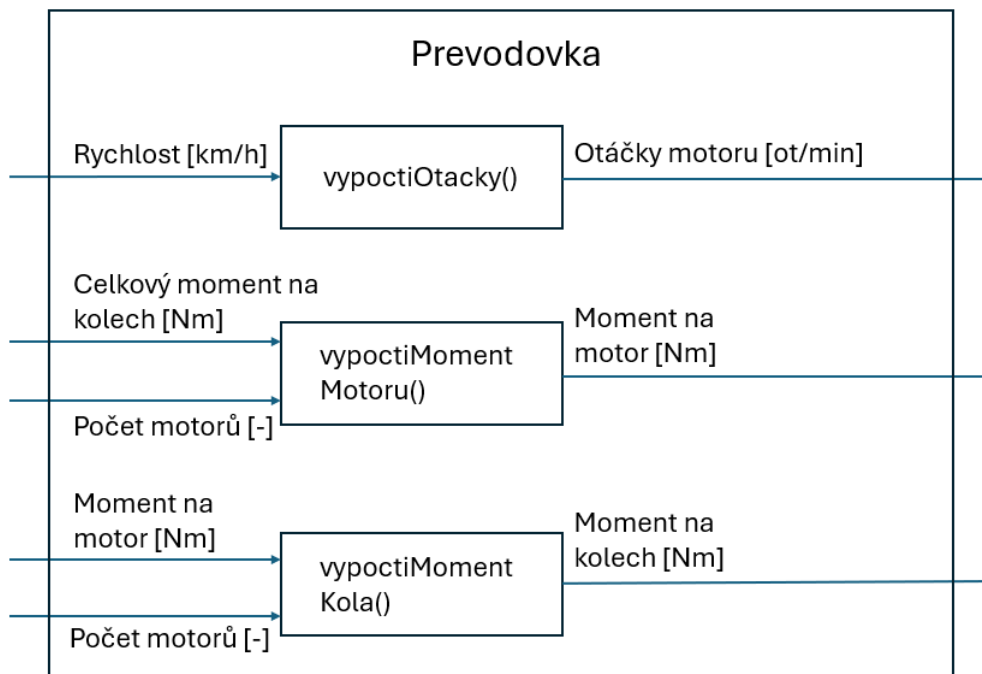 Prevodovka
Rychlost [km/h]
vypoctiOtacky()
Otáčky motoru [ot/min]
Celkový moment na
kolech [Nm]
Počet motorů [-]
vypoctiMoment
Motoru()
Moment na
motor [Nm]
Moment na
motor [Nm]
Počet motorů [-]
vypoctiMoment
Kola()
Moment na
kolech [Nm]